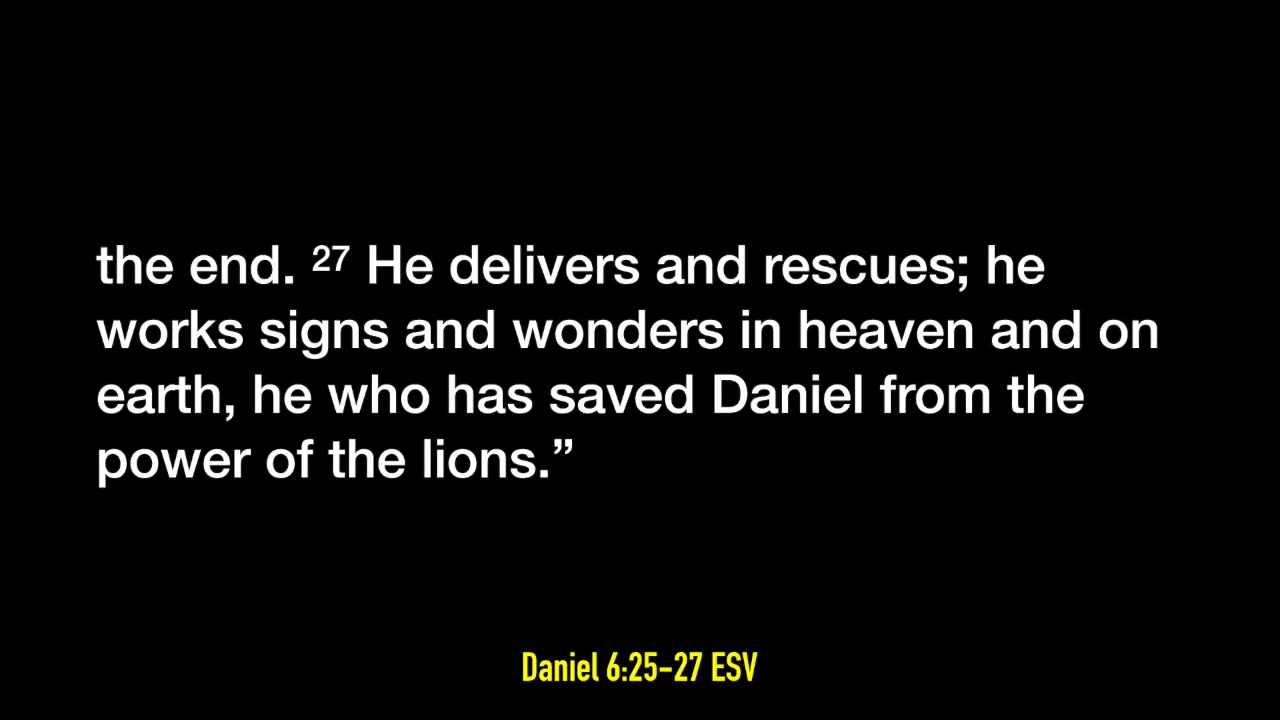 the end. ²⁷ He delivers and rescues; he
works signs and wonders in heaven and on
earth, he who has saved Daniel from the
power of the lions.”
Daniel 6:25–27 ESV